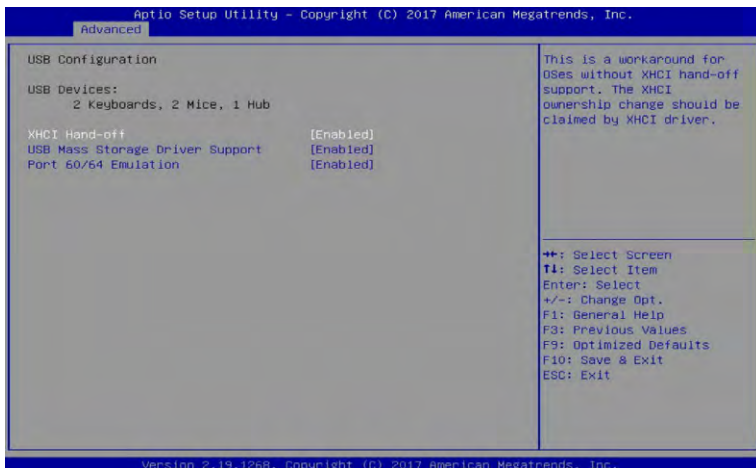 Aptio Setup Utility – Copyright (C) 2017 American Megatrends, Inc.
Advanced
USB Configuration
USB Devices:
2 Keyboards, 2 Mice, 1 Hub
XHCI Hand-off [Enabled]
USB Mass Storage Driver Support [Enabled]
Port 60/64 Emulation [Enabled]
This is a workaround for
OSes without XHCI hand-off
support. The XHCI
ownership change should be
claimed by XHCI driver.
→←: Select Screen
↑↓: Select Item
Enter: Select
+/-: Change Opt.
F1: General Help
F3: Previous Values
F9: Optimized Defaults
F10: Save & Exit
ESC: Exit
Version 2.19.1268. Copyright (C) 2017 American Megatrends, Inc.